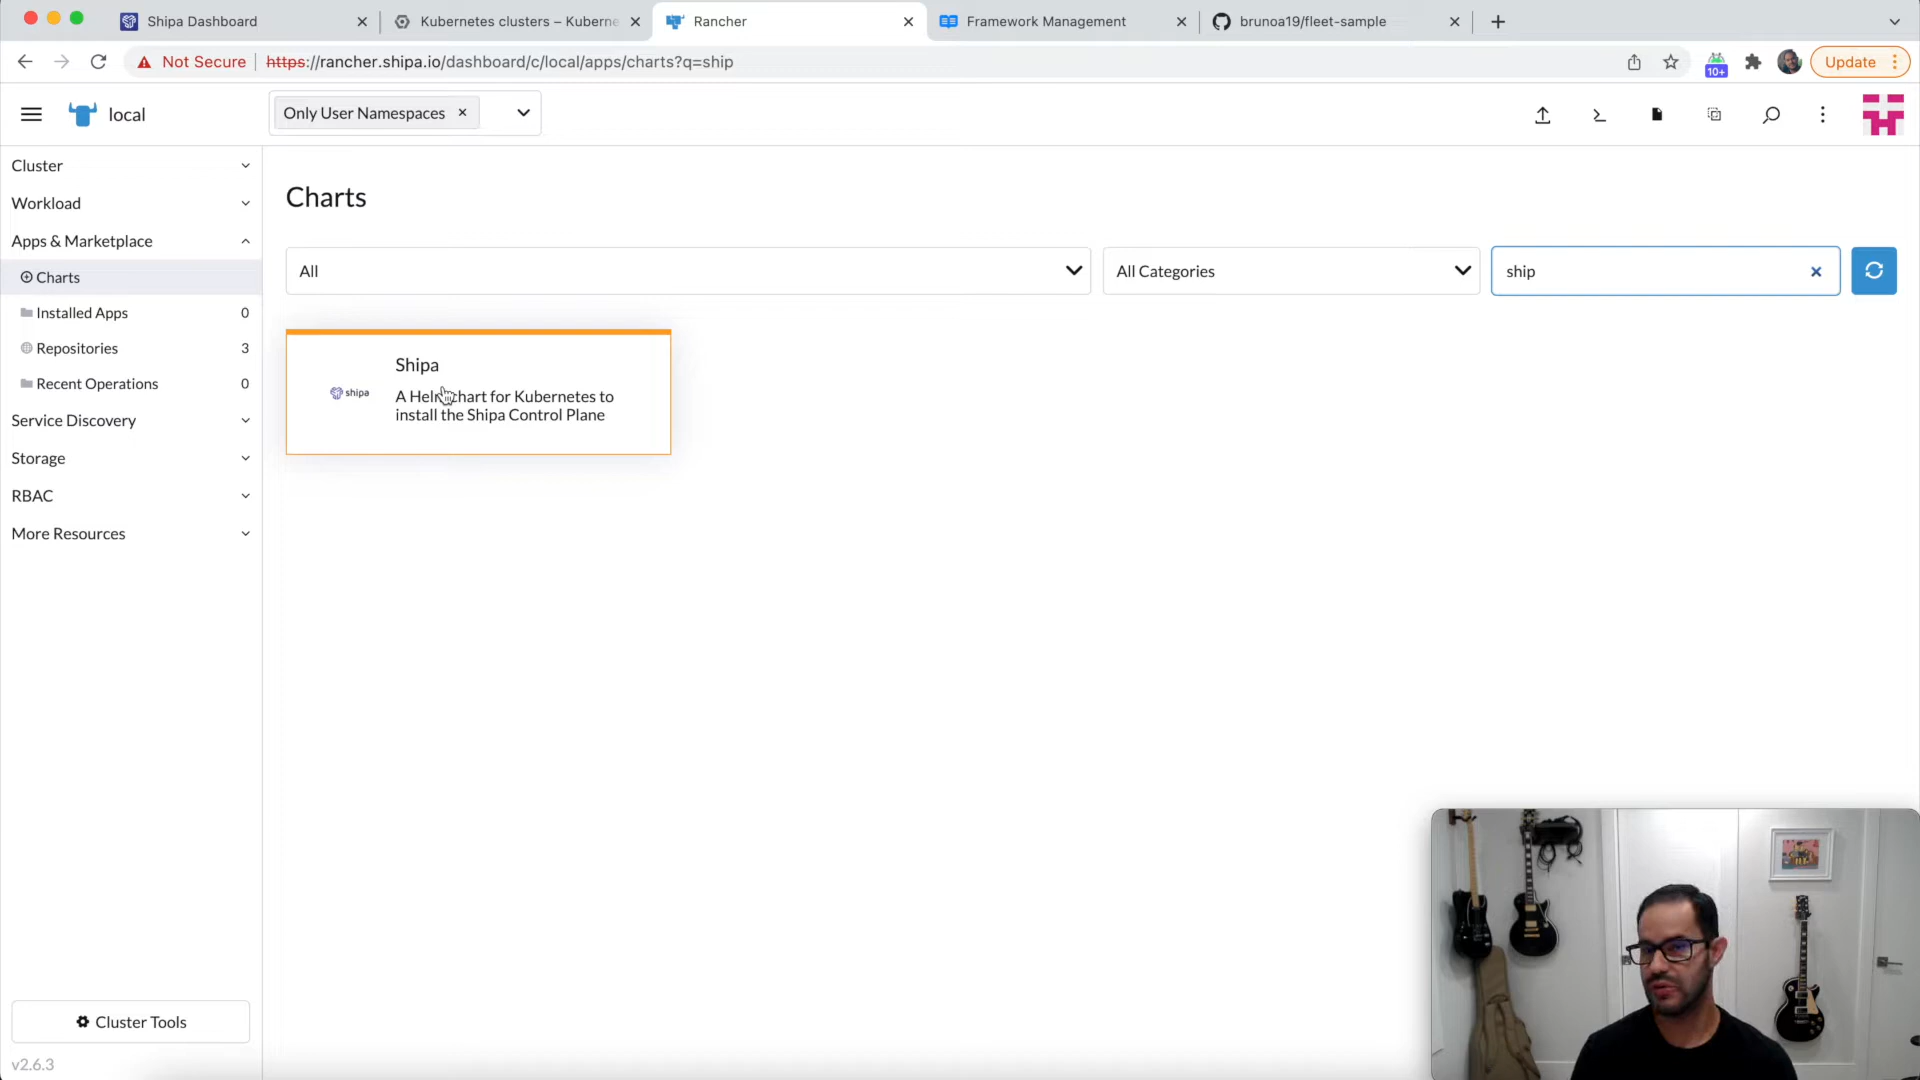 Shipa Dashboard
Kubernetes clusters – Kuberne
Rancher
Framework Management
brunoa19/fleet-sample
Not Secure
https://rancher.shipa.io/dashboard/c/local/apps/charts?q=ship
10+
Update
local
Only User Namespaces
Cluster
Workload
Apps & Marketplace
Charts
Installed Apps 0
Repositories 3
Recent Operations 0
Service Discovery
Storage
RBAC
More Resources
Cluster Tools
v2.6.3
Charts
All
All Categories
ship
shipa
Shipa
A Helm chart for Kubernetes to
install the Shipa Control Plane